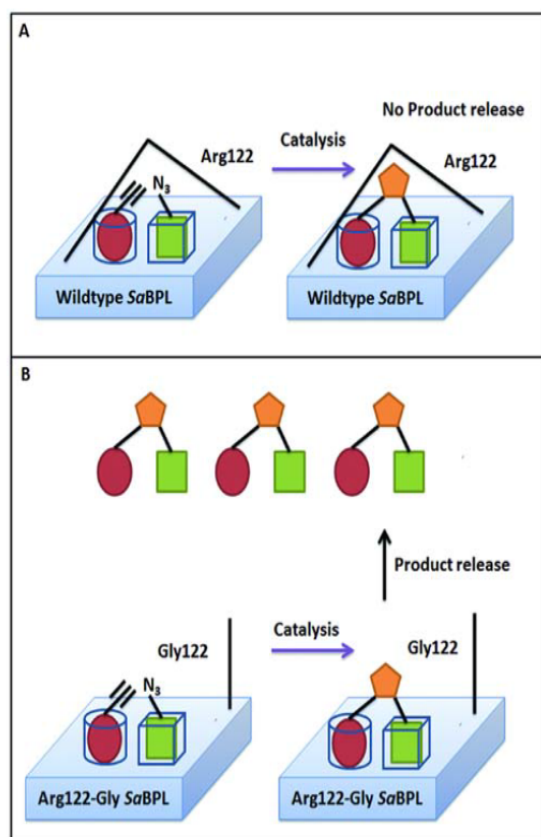 A
No Product release
Arg122
Catalysis
Arg122
N₃
Wildtype SaBPL
Wildtype SaBPL
B
Product release
Gly122
Catalysis
Gly122
N₃
Arg122-Gly SaBPL
Arg122-Gly SaBPL